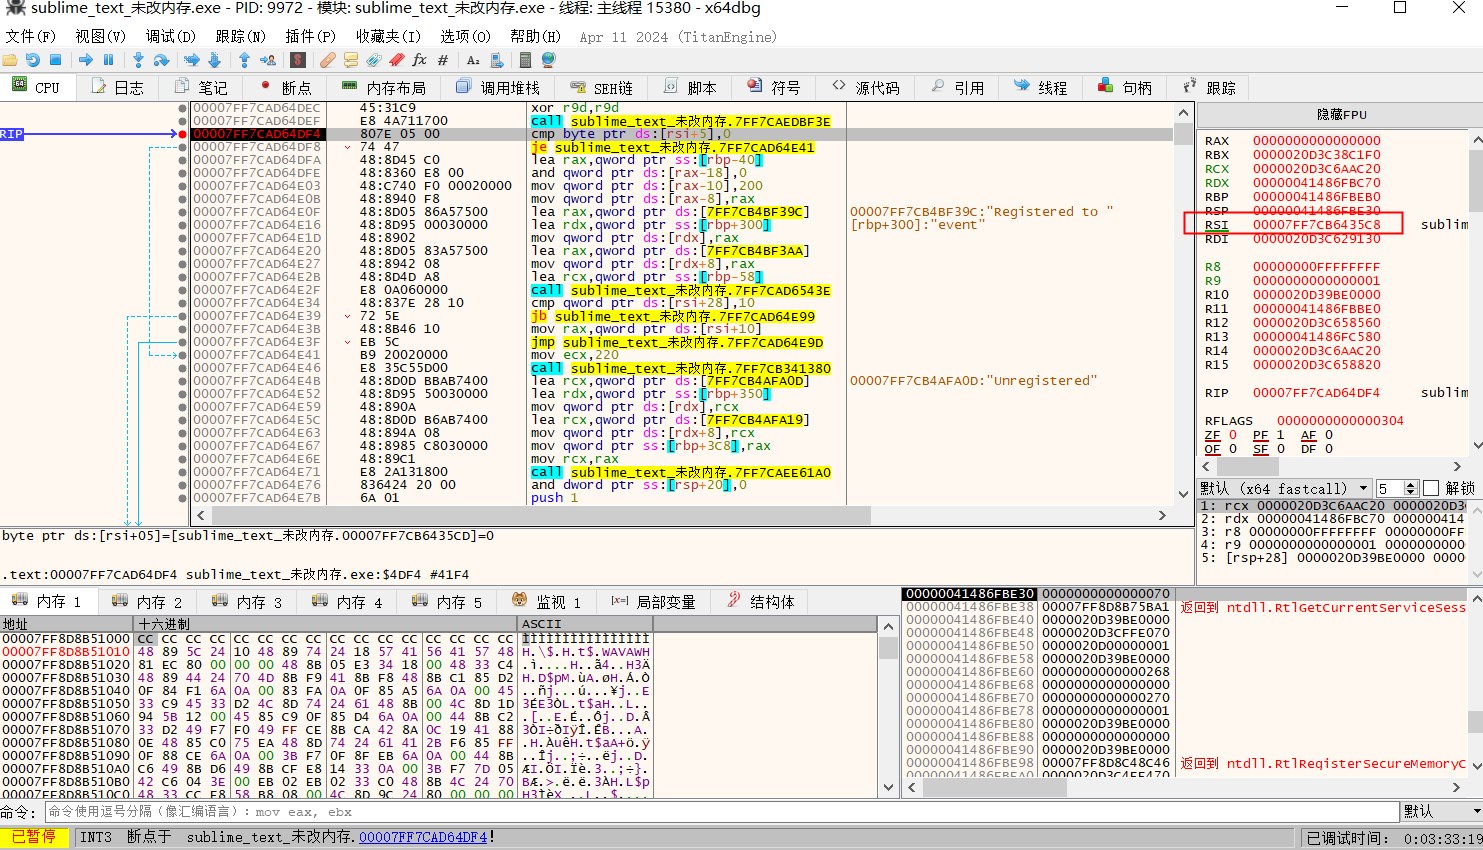 sublime_text_未改内存.exe - PID: 9972 - 模块: sublime_text_未改内存.exe - 线程: 主线程 15380 - x64dbg
文件(F) 视图(V) 调试(D) 跟踪(N) 插件(P) 收藏夹(I) 选项(O) 帮助(H) Apr 11 2024 (TitanEngine)
CPU 日志 笔记 断点 内存布局 调用堆栈 SEH链 脚本 符号 源代码 引用 线程 句柄 跟踪
00007FF7CAD64DEC 45:31C9 xor r9d,r9d
00007FF7CAD64DEF E8 4A711700 call sublime_text_未改内存.7FF7CAEDBF3E
RIP 00007FF7CAD64DF4 807E 05 00 cmp byte ptr ds:[rsi+5],0
00007FF7CAD64DF8 74 47 je sublime_text_未改内存.7FF7CAD64E41
00007FF7CAD64DFA 48:8D45 C0 lea rax,qword ptr ss:[rbp-40]
00007FF7CAD64DFE 48:8360 E8 00 and qword ptr ds:[rax-18],0
00007FF7CAD64E03 48:C740 F0 00020000 mov qword ptr ds:[rax-10],200
00007FF7CAD64E0B 48:8940 F8 mov qword ptr ds:[rax-8],rax
00007FF7CAD64E0F 48:8D05 86A57500 lea rax,qword ptr ds:[7FF7CB4BF39C] 00007FF7CB4BF39C:"Registered to "
00007FF7CAD64E16 48:8D95 00030000 lea rdx,qword ptr ss:[rbp+300] [rbp+300]:"event"
00007FF7CAD64E1D 48:8902 mov qword ptr ds:[rdx],rax
00007FF7CAD64E20 48:8D05 83A57500 lea rax,qword ptr ds:[7FF7CB4BF3AA]
00007FF7CAD64E27 48:8942 08 mov qword ptr ds:[rdx+8],rax
00007FF7CAD64E2B 48:8D4D A8 lea rcx,qword ptr ss:[rbp-58]
00007FF7CAD64E2F E8 0A060000 call sublime_text_未改内存.7FF7CAD6543E
00007FF7CAD64E34 48:837E 28 10 cmp qword ptr ds:[rsi+28],10
00007FF7CAD64E39 72 5E jb sublime_text_未改内存.7FF7CAD64E99
00007FF7CAD64E3B 48:8B46 10 mov rax,qword ptr ds:[rsi+10]
00007FF7CAD64E3F EB 5C jmp sublime_text_未改内存.7FF7CAD64E9D
00007FF7CAD64E41 B9 20020000 mov ecx,220
00007FF7CAD64E46 E8 35C55D00 call sublime_text_未改内存.7FF7CB341380
00007FF7CAD64E4B 48:8D0D BBAB7400 lea rcx,qword ptr ds:[7FF7CB4AFA0D] 00007FF7CB4AFA0D:"Unregistered"
00007FF7CAD64E52 48:8D95 50030000 lea rdx,qword ptr ss:[rbp+350]
00007FF7CAD64E59 48:890A mov qword ptr ds:[rdx],rcx
00007FF7CAD64E5C 48:8D0D B6AB7400 lea rcx,qword ptr ds:[7FF7CB4AFA19]
00007FF7CAD64E63 48:894A 08 mov qword ptr ds:[rdx+8],rcx
00007FF7CAD64E67 48:8985 C8030000 mov qword ptr ss:[rbp+3C8],rax
00007FF7CAD64E6E 48:89C1 mov rcx,rax
00007FF7CAD64E71 E8 2A131800 call sublime_text_未改内存.7FF7CAEE61A0
00007FF7CAD64E76 836424 20 00 and dword ptr ss:[rsp+20],0
00007FF7CAD64E7B 6A 01 push 1
隐藏FPU
RAX 0000000000000000
RBX 0000020D3C38C1F0
RCX 0000020D3C6AAC20
RDX 00000041486FBC70
RBP 00000041486FBEB0
RSP 00000041486FBE30
RSI 00007FF7CB6435C8 sublim
RDI 0000020D3C629130
R8 00000000FFFFFFFF
R9 0000000000000001
R10 0000020D39BE0000
R11 00000041486FBBE0
R12 0000020D3C658560
R13 00000041486FC580
R14 0000020D3C6AAC20
R15 0000020D3C658820
RIP 00007FF7CAD64DF4 sublim
RFLAGS 0000000000000304
ZF 0 PF 1 AF 0
OF 0 SF 0 DF 0
默认 (x64 fastcall) 5 解锁
1: rcx 0000020D3C6AAC20 0000020D3
2: rdx 00000041486FBC70 000000414
3: r8 00000000FFFFFFFF 00000000FF
4: r9 0000000000000001 0000000000
5: [rsp+28] 0000020D39BE0000 0000
byte ptr ds:[rsi+05]=[sublime_text_未改内存.00007FF7CB6435CD]=0
.text:00007FF7CAD64DF4 sublime_text_未改内存.exe:$4DF4 #41F4
内存 1 内存 2 内存 3 内存 4 内存 5 监视 1 局部变量 结构体
地址 十六进制 ASCII
00007FF8D8B51000 CC CC CC CC CC CC CC CC CC CC CC CC CC CC CC CC ÌÌÌÌÌÌÌÌÌÌÌÌÌÌÌÌ
00007FF8D8B51010 48 89 5C 24 10 48 89 74 24 18 57 41 56 41 57 48 H.\$.H.t$.WAVAWH
00007FF8D8B51020 81 EC 80 00 00 00 48 8B 05 E3 34 18 00 48 33 C4 .ì....H..ã4..H3Ä
00007FF8D8B51030 48 89 44 24 70 4D 8B F9 41 8B F8 48 8B C1 85 D2 H.D$pM.ùA.øH.Á.Ò
00007FF8D8B51040 0F 84 F1 6A 0A 00 83 FA 0A 0F 85 A5 6A 0A 00 45 ..ñj...ú...¥j..E
00007FF8D8B51050 33 C9 45 33 D2 4C 8D 74 24 61 48 8B 00 4C 8D 1D 3ÉE3ÒL.t$aH..L..
00007FF8D8B51060 94 5B 12 00 45 85 C9 0F 85 D4 6A 0A 00 44 8B C2 .[..E.É..Ôj..D.Â
00007FF8D8B51070 33 D2 49 F7 F0 49 FF CE 8B CA 42 8A 0C 19 41 88 3ÒI÷ðIÿÎ.ÊB...A.
00007FF8D8B51080 0E 48 85 C0 75 EA 48 8D 74 24 61 41 2B F6 85 FF .H.ÀuêH.t$aA+ö.ÿ
00007FF8D8B51090 0F 88 CE 6A 0A 00 3B F7 0F 8F EB 6A 0A 00 44 8B ..Îj..;÷..ëj..D.
00007FF8D8B510A0 C6 49 8B D6 49 8B CF E8 14 33 0A 00 3B F7 7D 05 ÆI.ÖI.Ïè.3..;÷}.
00007FF8D8B510B0 42 C6 04 3E 00 EB 02 EB 02 33 C0 48 8B 4C 24 70 BÆ.>.ë.ë.3ÀH.L$p
00000041486FBE30 0000000000000070
00000041486FBE38 00007FF8D8B75BA1 返回到 ntdll.RtlGetCurrentServiceSess
00000041486FBE40 0000020D39BE0000
00000041486FBE48 0000020D3CFFE070
00000041486FBE50 0000020D00000001
00000041486FBE58 0000020D39BE0000
00000041486FBE60 0000000000000268
00000041486FBE68 0000000000000000
00000041486FBE70 0000000000000270
00000041486FBE78 0000000000000001
00000041486FBE80 0000020D39BE0000
00000041486FBE88 0000000000000000
00000041486FBE90 0000020D39BE0000
00000041486FBE98 00007FF8D8C48C46 返回到 ntdll.RtlRegisterSecureMemoryC
命令: 命令使用逗号分隔（像汇编语言）: mov eax, ebx 默认
已暂停 INT3 断点于 sublime_text_未改内存.00007FF7CAD64DF4! 已调试时间: 0:03:33:19